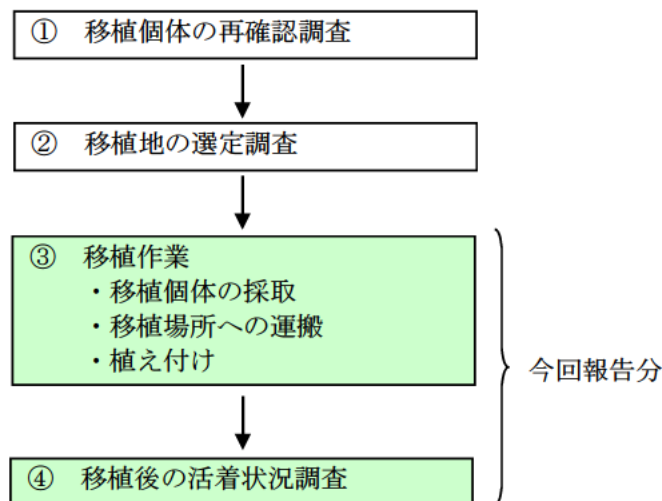 ① 移植個体の再確認調査
② 移植地の選定調査
③ 移植作業
・移植個体の採取
・移植場所への運搬
・植え付け
今回報告分
④ 移植後の活着状況調査